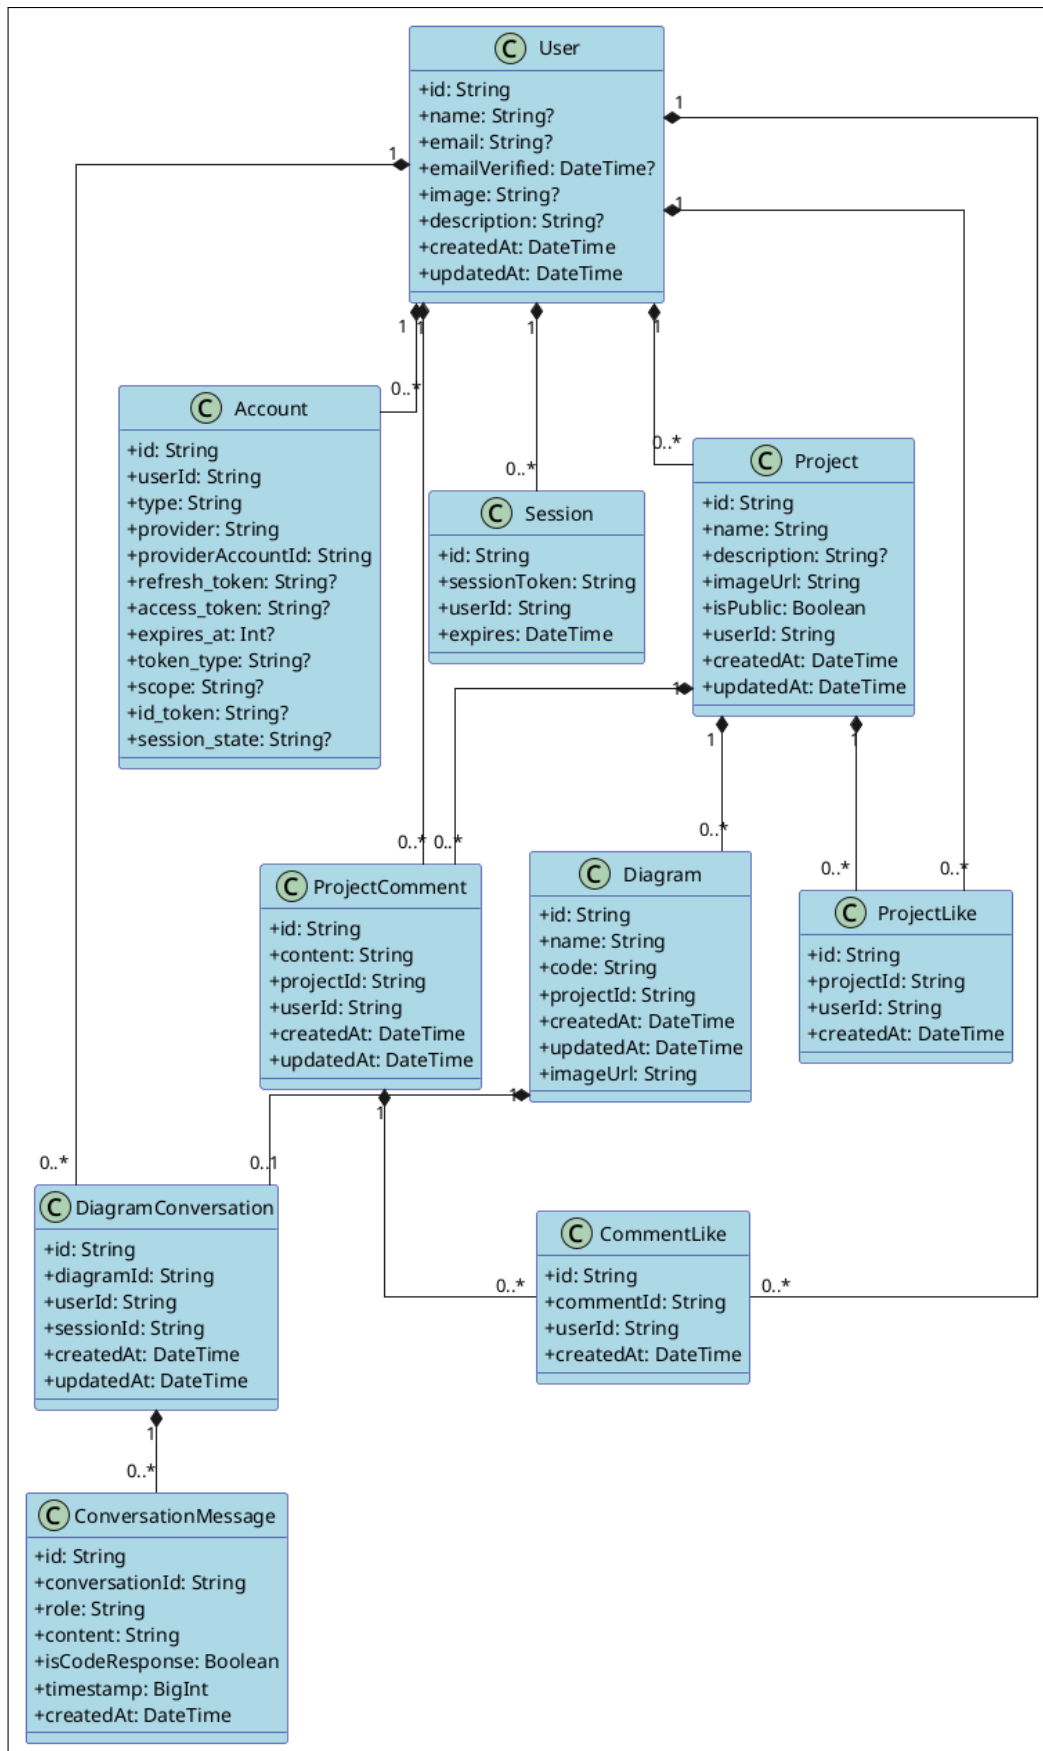 C User
+id: String
+name: String?
+email: String?
+emailVerified: DateTime?
+image: String?
+description: String?
+createdAt: DateTime
+updatedAt: DateTime
1
1
1
1
1
1
1
0..*
0..*
0..*
C Account
+id: String
+userId: String
+type: String
+provider: String
+providerAccountId: String
+refresh_token: String?
+access_token: String?
+expires_at: Int?
+token_type: String?
+scope: String?
+id_token: String?
+session_state: String?
C Session
+id: String
+sessionToken: String
+userId: String
+expires: DateTime
C Project
+id: String
+name: String
+description: String?
+imageUrl: String
+isPublic: Boolean
+userId: String
+createdAt: DateTime
+updatedAt: DateTime
1
1
1
0..*
0..*
0..*
0..*
0..*
C ProjectComment
+id: String
+content: String
+projectId: String
+userId: String
+createdAt: DateTime
+updatedAt: DateTime
C Diagram
+id: String
+name: String
+code: String
+projectId: String
+createdAt: DateTime
+updatedAt: DateTime
+imageUrl: String
C ProjectLike
+id: String
+projectId: String
+userId: String
+createdAt: DateTime
1
1
0..*
0..1
C DiagramConversation
+id: String
+diagramId: String
+userId: String
+sessionId: String
+createdAt: DateTime
+updatedAt: DateTime
0..*
0..*
C CommentLike
+id: String
+commentId: String
+userId: String
+createdAt: DateTime
1
0..*
C ConversationMessage
+id: String
+conversationId: String
+role: String
+content: String
+isCodeResponse: Boolean
+timestamp: BigInt
+createdAt: DateTime